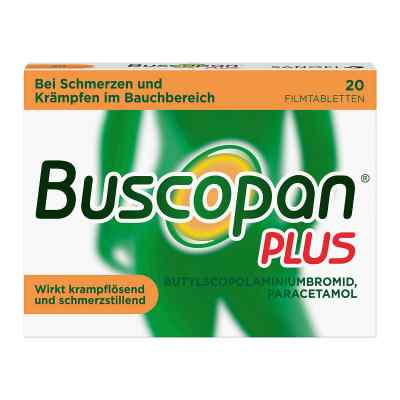 Bei Schmerzen und
Krämpfen im Bauchbereich
20
FILMTABLETTEN
Buscopan®
PLUS
BUTYLSCOPOLAMINIUMBROMID,
PARACETAMOL
Wirkt krampflösend
und schmerzstillend